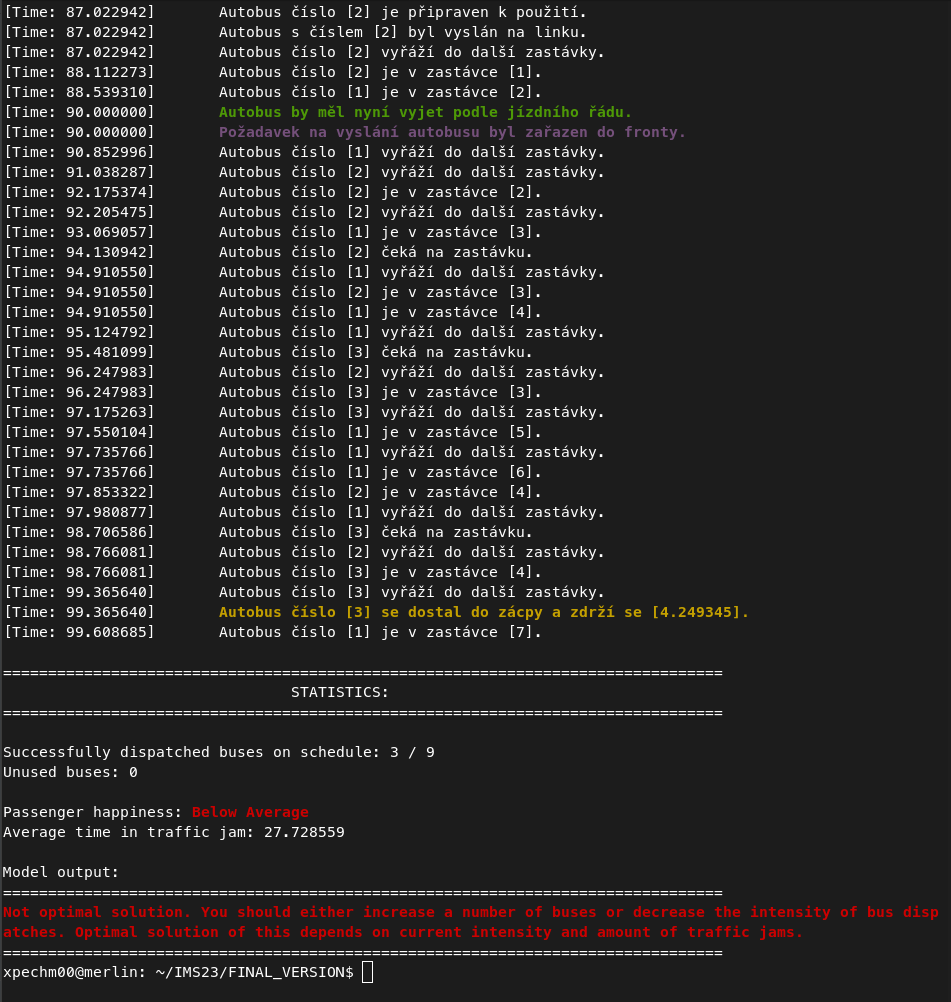 [Time: 87.022942]       Autobus číslo [2] je připraven k použití.
[Time: 87.022942]       Autobus s číslem [2] byl vyslán na linku.
[Time: 87.022942]       Autobus číslo [2] vyřáží do další zastávky.
[Time: 88.112273]       Autobus číslo [2] je v zastávce [1].
[Time: 88.539310]       Autobus číslo [1] je v zastávce [2].
[Time: 90.000000]       Autobus by měl nyní vyjet podle jízdního řádu.
[Time: 90.000000]       Požadavek na vyslání autobusu byl zařazen do fronty.
[Time: 90.852996]       Autobus číslo [1] vyřáží do další zastávky.
[Time: 91.038287]       Autobus číslo [2] vyřáží do další zastávky.
[Time: 92.175374]       Autobus číslo [2] je v zastávce [2].
[Time: 92.205475]       Autobus číslo [2] vyřáží do další zastávky.
[Time: 93.069057]       Autobus číslo [1] je v zastávce [3].
[Time: 94.130942]       Autobus číslo [2] čeká na zastávku.
[Time: 94.910550]       Autobus číslo [1] vyřáží do další zastávky.
[Time: 94.910550]       Autobus číslo [2] je v zastávce [3].
[Time: 94.910550]       Autobus číslo [1] je v zastávce [4].
[Time: 95.124792]       Autobus číslo [1] vyřáží do další zastávky.
[Time: 95.481099]       Autobus číslo [3] čeká na zastávku.
[Time: 96.247983]       Autobus číslo [2] vyřáží do další zastávky.
[Time: 96.247983]       Autobus číslo [3] je v zastávce [3].
[Time: 97.175263]       Autobus číslo [3] vyřáží do další zastávky.
[Time: 97.550104]       Autobus číslo [1] je v zastávce [5].
[Time: 97.735766]       Autobus číslo [1] vyřáží do další zastávky.
[Time: 97.735766]       Autobus číslo [1] je v zastávce [6].
[Time: 97.853322]       Autobus číslo [2] je v zastávce [4].
[Time: 97.980877]       Autobus číslo [1] vyřáží do další zastávky.
[Time: 98.706586]       Autobus číslo [3] čeká na zastávku.
[Time: 98.766081]       Autobus číslo [2] vyřáží do další zastávky.
[Time: 98.766081]       Autobus číslo [3] je v zastávce [4].
[Time: 99.365640]       Autobus číslo [3] vyřáží do další zastávky.
[Time: 99.365640]       Autobus číslo [3] se dostal do zácpy a zdrží se [4.249345].
[Time: 99.608685]       Autobus číslo [1] je v zastávce [7].
================================================================================
STATISTICS:
================================================================================
Successfully dispatched buses on schedule: 3 / 9
Unused buses: 0
Passenger happiness: Below Average
Average time in traffic jam: 27.728559
Model output:
================================================================================
Not optimal solution. You should either increase a number of buses or decrease the intensity of bus disp
atches. Optimal solution of this depends on current intensity and amount of traffic jams.
================================================================================
xpechm00@merlin: ~/IMS23/FINAL_VERSION$